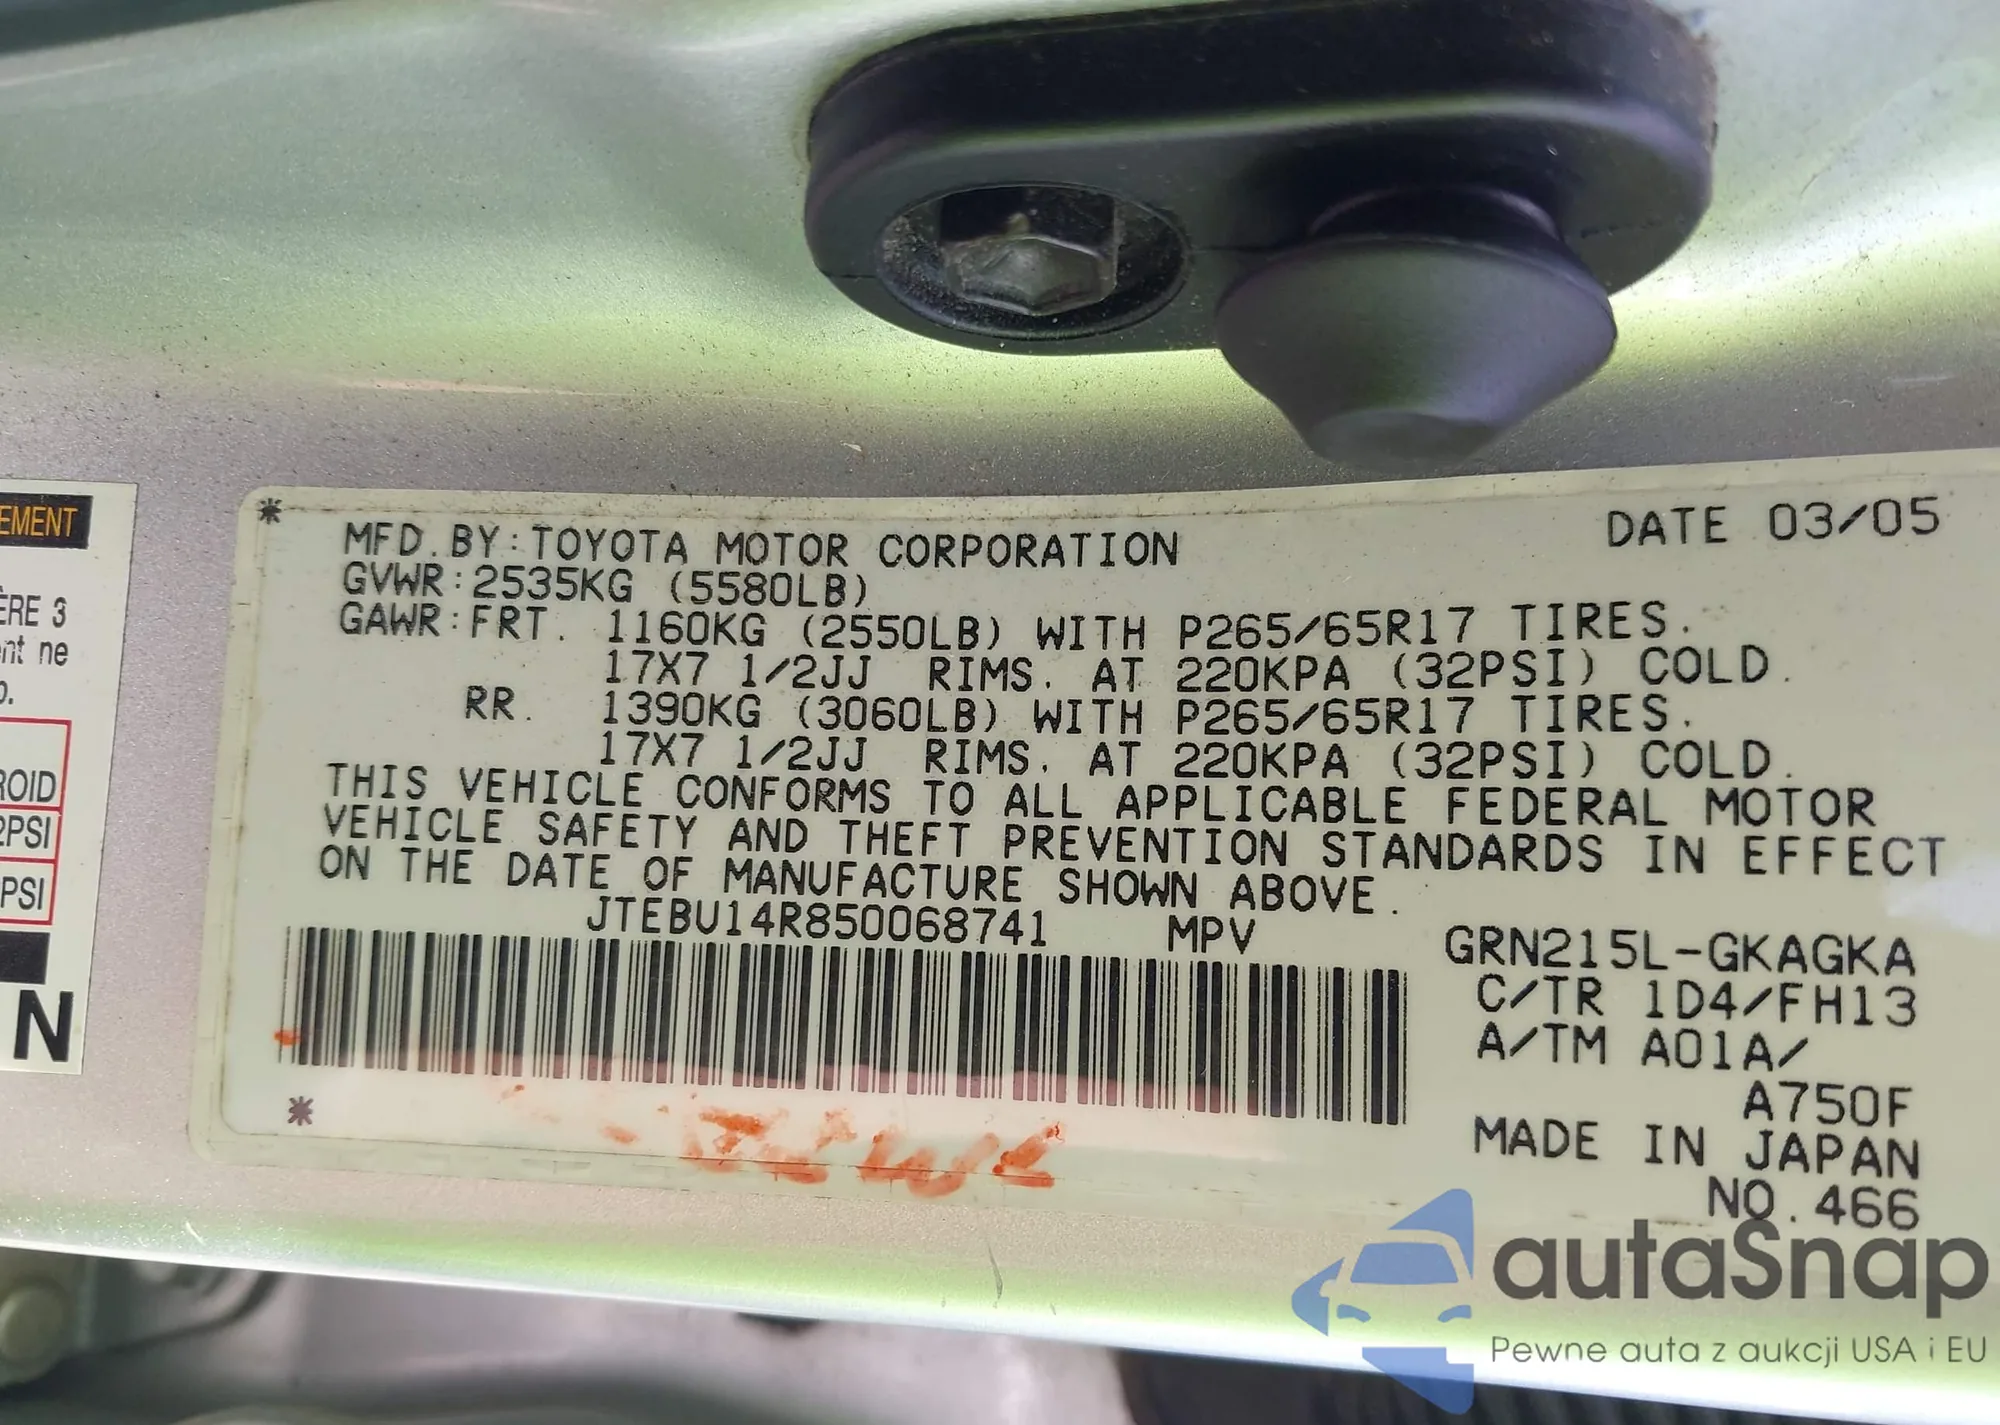 EMENT
ÈRE 3
nt ne
ROID
2PSI
PSI
N
DATE 03/05
MFD.BY:TOYOTA MOTOR CORPORATION
GVWR:2535KG (5580LB)
GAWR:FRT. 1160KG (2550LB) WITH P265/65R17 TIRES.
17X7 1/2JJ RIMS. AT 220KPA (32PSI) COLD.
RR. 1390KG (3060LB) WITH P265/65R17 TIRES.
17X7 1/2JJ RIMS. AT 220KPA (32PSI) COLD.
THIS VEHICLE CONFORMS TO ALL APPLICABLE FEDERAL MOTOR
VEHICLE SAFETY AND THEFT PREVENTION STANDARDS IN EFFECT
ON THE DATE OF MANUFACTURE SHOWN ABOVE.
JTEBU14R850068741 MPV
GRN215L-GKAGKA
C/TR 1D4/FH13
A/TM A01A/
A750F
MADE IN JAPAN
NO.466
autaSnap
Pewne auta z aukcji USA i EU